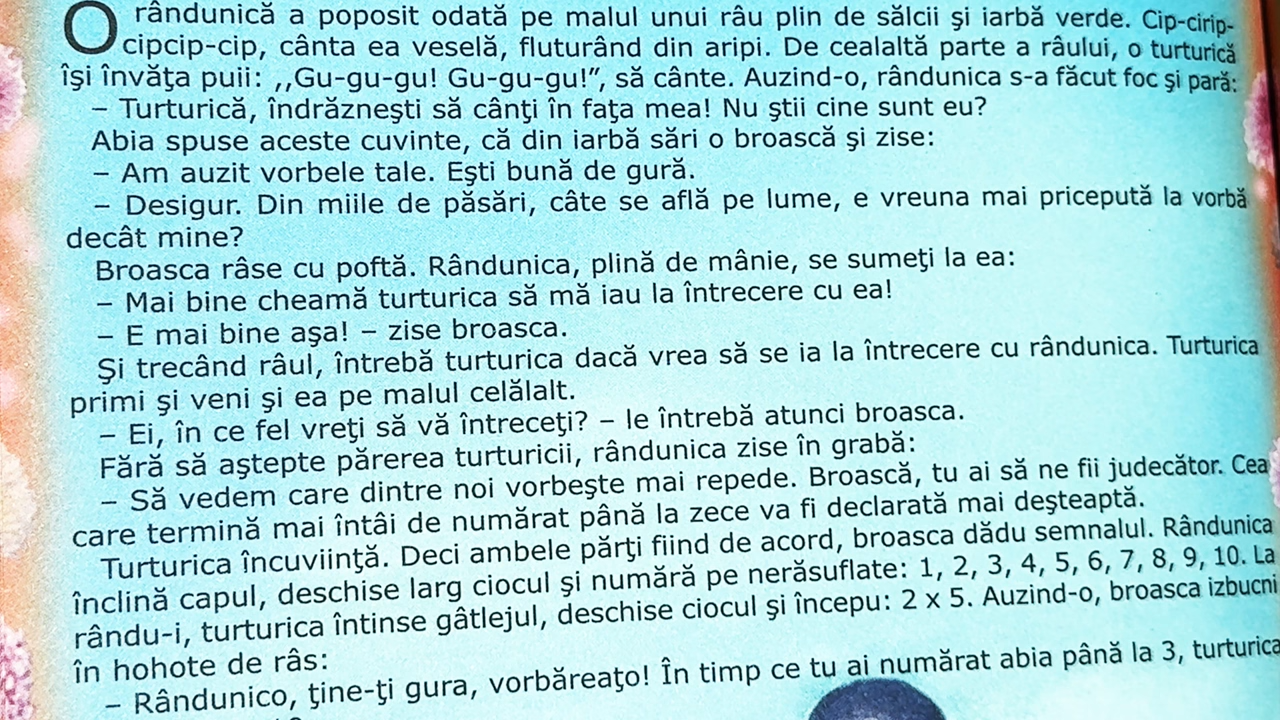 O rândunică a poposit odată pe malul unui râu plin de sălcii şi iarbă verde. Cip-cirip-
cipcip-cip, cânta ea veselă, fluturând din aripi. De cealaltă parte a râului, o turturică
îşi învăţa puii: ,,Gu-gu-gu! Gu-gu-gu!”, să cânte. Auzind-o, rândunica s-a făcut foc şi pară:
– Turturică, îndrăzneşti să cânţi în faţa mea! Nu ştii cine sunt eu?
Abia spuse aceste cuvinte, că din iarbă sări o broască şi zise:
– Am auzit vorbele tale. Eşti bună de gură.
– Desigur. Din miile de păsări, câte se află pe lume, e vreuna mai pricepută la vorbă
decât mine?
Broasca râse cu poftă. Rândunica, plină de mânie, se sumeţi la ea:
– Mai bine cheamă turturica să mă iau la întrecere cu ea!
– E mai bine aşa! – zise broasca.
Şi trecând râul, întrebă turturica dacă vrea să se ia la întrecere cu rândunica. Turturica
primi şi veni şi ea pe malul celălalt.
– Ei, în ce fel vreţi să vă întreceţi? – le întrebă atunci broasca.
Fără să aştepte părerea turturicii, rândunica zise în grabă:
– Să vedem care dintre noi vorbeşte mai repede. Broască, tu ai să ne fii judecător. Cea
care termină mai întâi de numărat până la zece va fi declarată mai deşteaptă.
Turturica încuviinţă. Deci ambele părţi fiind de acord, broasca dădu semnalul. Rândunica
înclină capul, deschise larg ciocul şi numără pe nerăsuflate: 1, 2, 3, 4, 5, 6, 7, 8, 9, 10. La
rându-i, turturica întinse gâtlejul, deschise ciocul şi începu: 2 x 5. Auzind-o, broasca izbucni
în hohote de râs:
– Rândunico, ţine-ţi gura, vorbăreaţo! În timp ce tu ai numărat abia până la 3, turturica